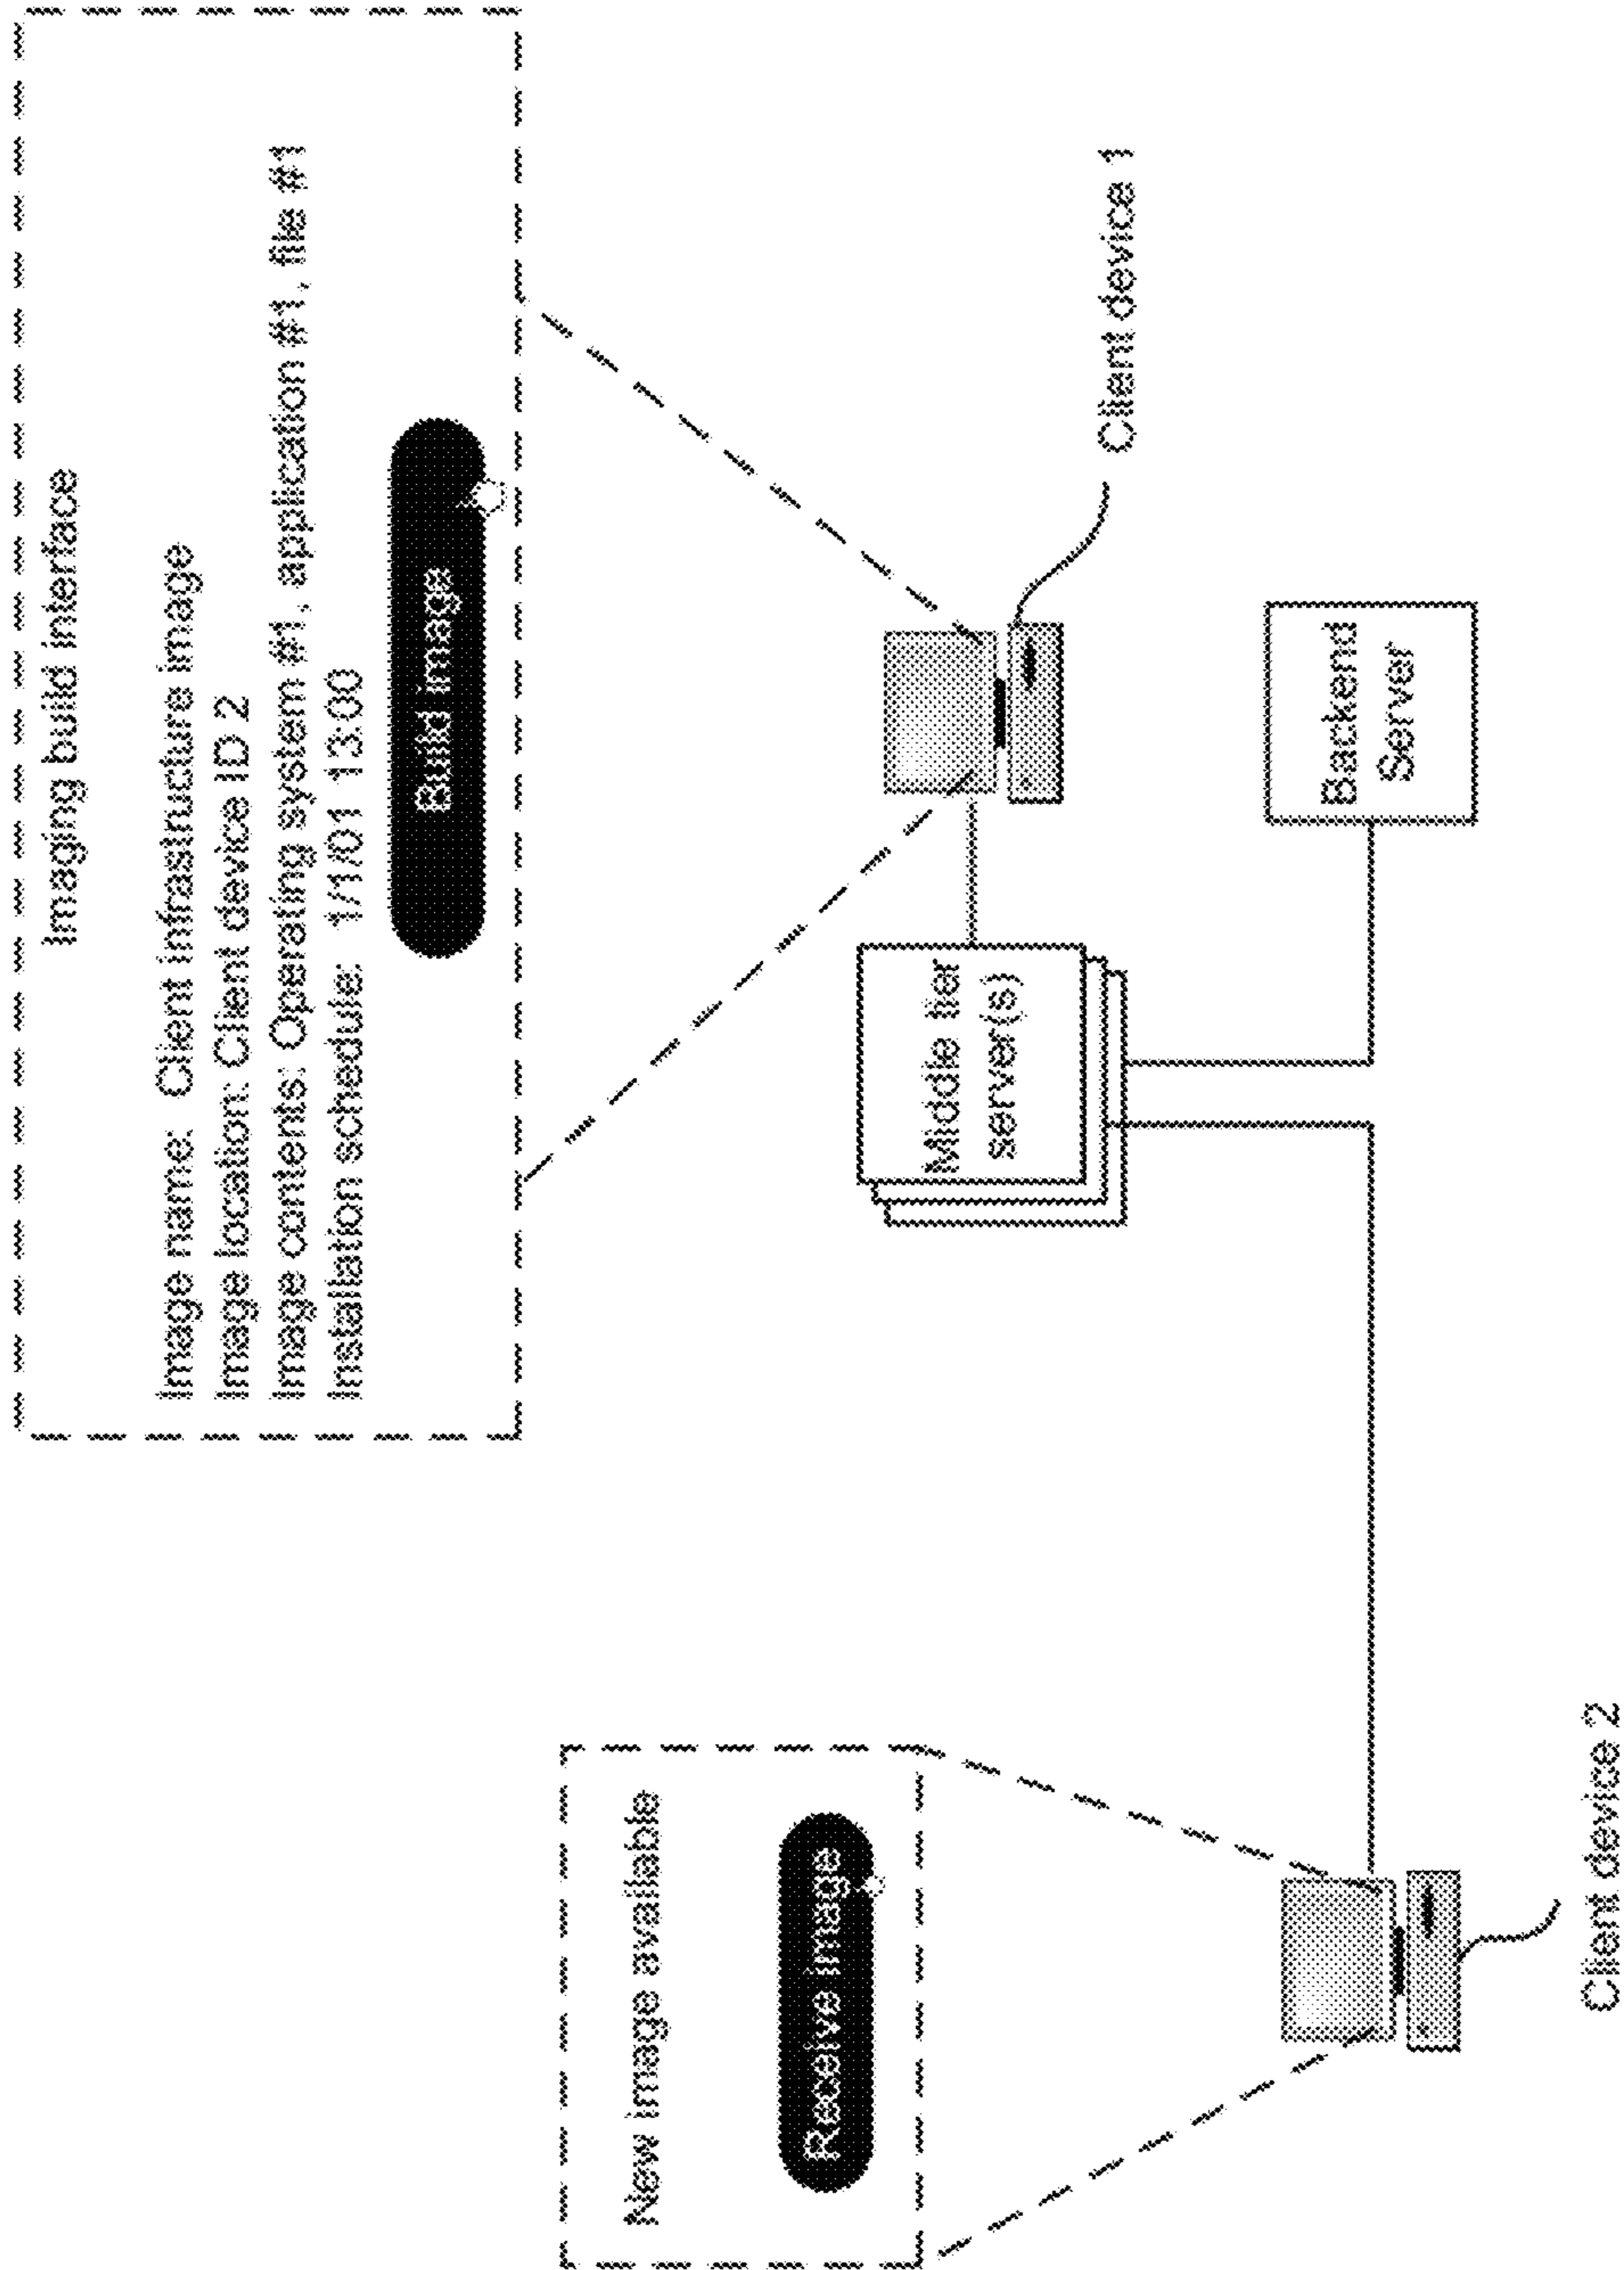 Imaging build interface
Image name: Client infrastructure image
Image location: Client device ID 2
Image contents: Operating system #1, application #1, file #1
Installation schedule: 1/1/01 13:00
Build image
New image available
Receive image
Middle tier
server(s)
Client device 1
Backend
Server
Client device 2